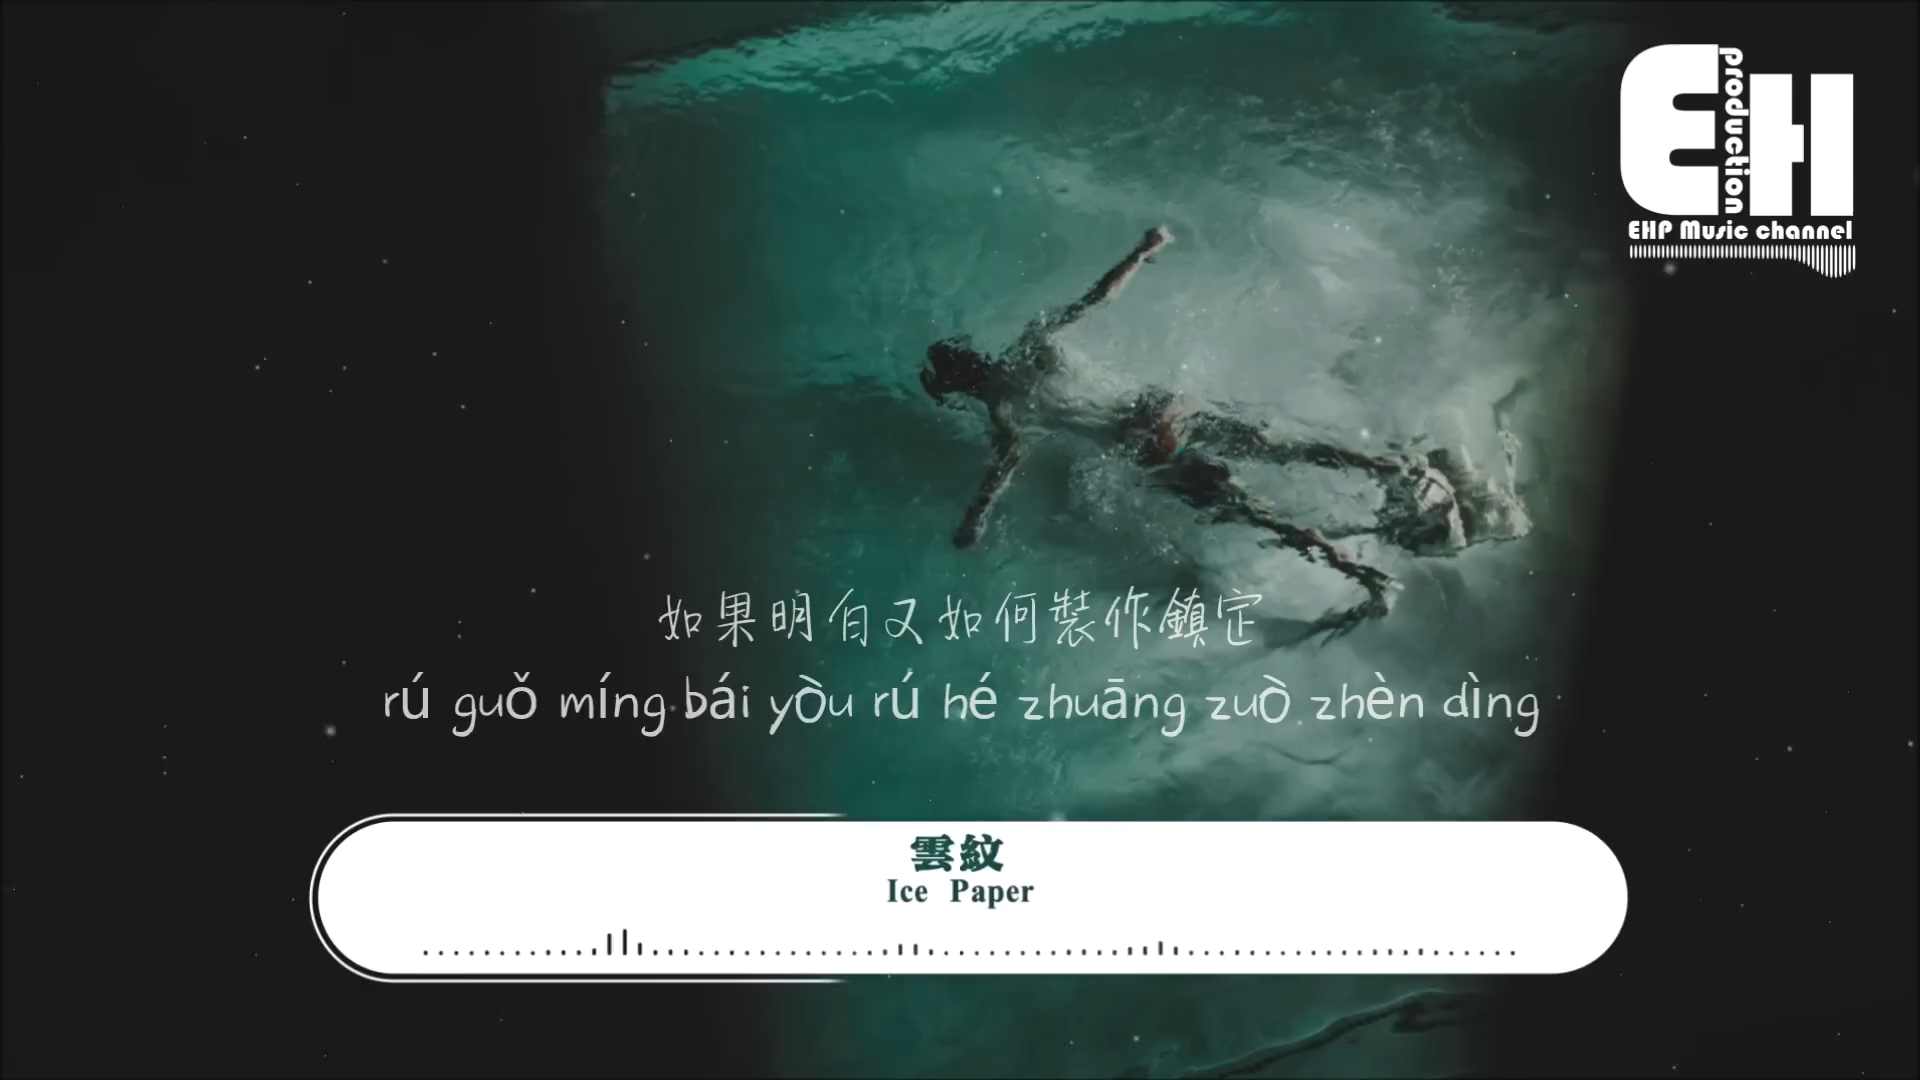 EH
production
EHP Music channel
如果明白又如何裝作鎮定
rú guǒ míng bái yòu rú hé zhuāng zuò zhèn dìng
雲紋
Ice Paper